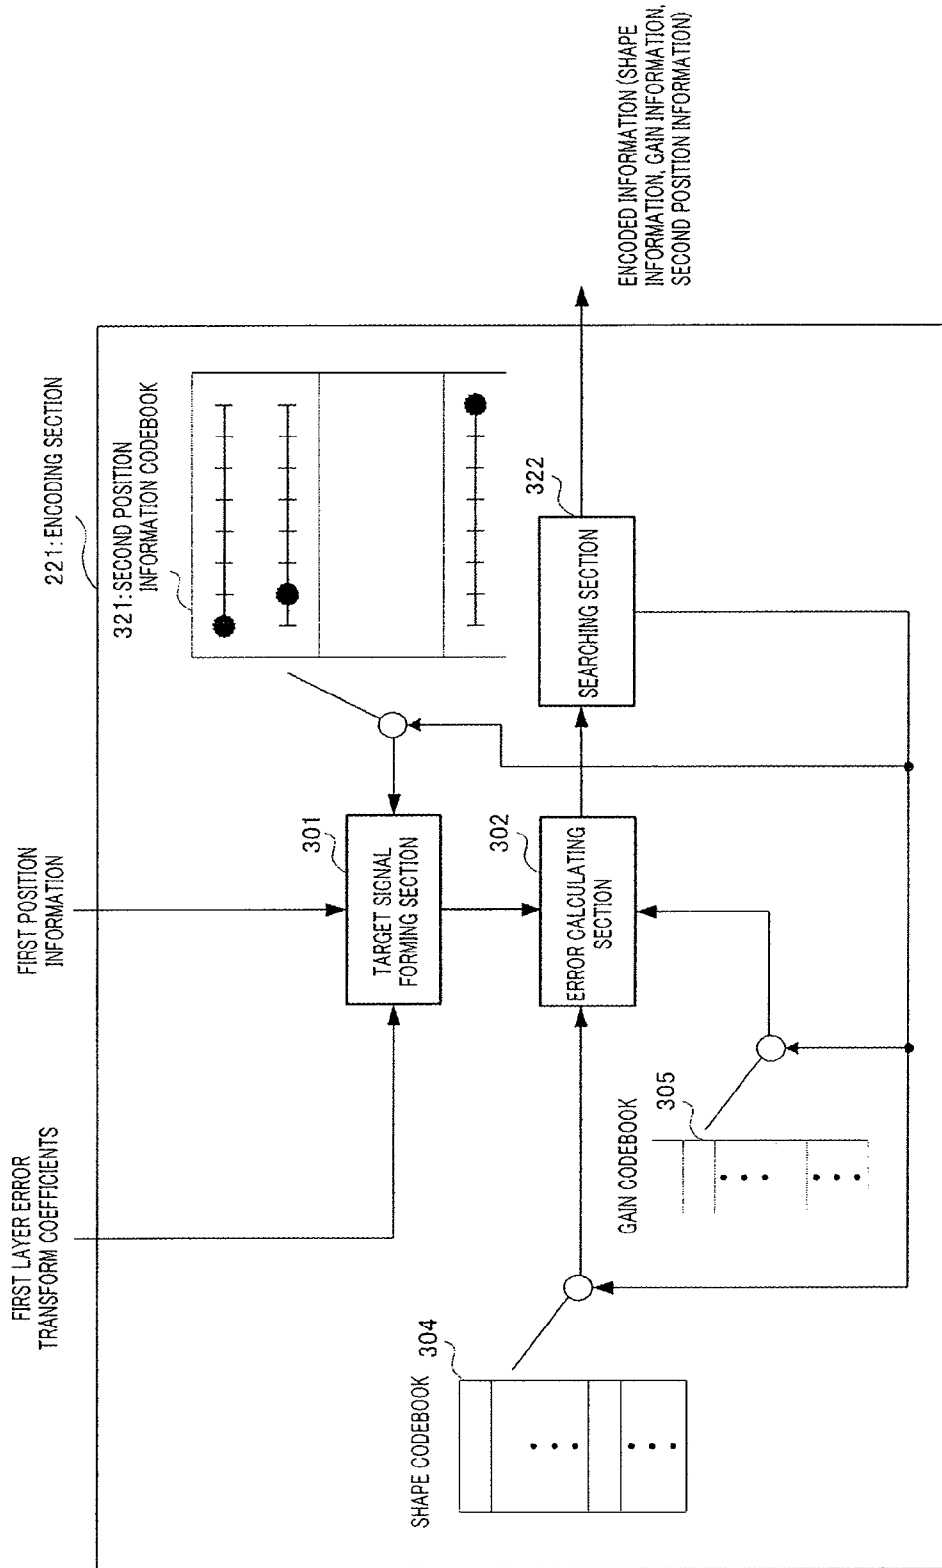 FIRST LAYER ERROR
TRANSFORM COEFFICIENTS
FIRST POSITION
INFORMATION
221: ENCODING SECTION
321: SECOND POSITION
INFORMATION CODEBOOK
301
TARGET SIGNAL
FORMING SECTION
SHAPE CODEBOOK
304
302
ERROR CALCULATING
SECTION
322
SEARCHING SECTION
GAIN CODEBOOK
305
ENCODED INFORMATION (SHAPE
INFORMATION, GAIN INFORMATION,
SECOND POSITION INFORMATION)